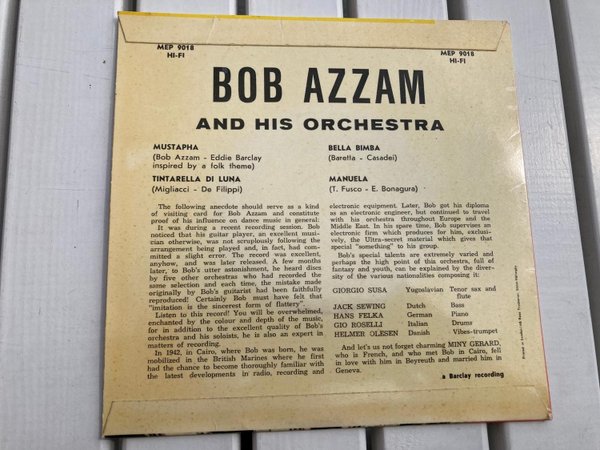 MEP 9018
HI-FI
MEP 9018
HI-FI
BOB AZZAM
AND HIS ORCHESTRA
MUSTAPHA
(Bob Azzam - Eddie Barclay
inspired by a folk theme)
TINTARELLA DI LUNA
(Migliacci - De Filippi)
BELLA BIMBA
(Baretta - Casadei)
MANUELA
(T. Fusco - E. Bonagura)
The following anecdote should serve as a kind
of visiting card for Bob Azzam and constitute
proof of his influence on dance music in general:
It was during a recent recording session. Bob
noticed that his guitar player, an excellent musi-
cian otherwise, was not scrupulously following the
arrangement being played and, in fact, had com-
mitted a slight error. The record was excellent,
anyhow, and was later released. A few months
later, to Bob's utter astonishment, he heard discs
by five other orchestras who had recorded the
same selection and each time, the mistake made
originally by Bob's guitarist had been faithfully
reproduced! Certainly Bob must have felt that
"imitation is the sincerest form of flattery".
Listen to this record! You will be overwhelmed,
enchanted by the colour and depth of the music,
for in addition to the excellent quality of Bob's
orchestra and his soloists, he is also an expert in
matters of recording.
In 1942, in Cairo, where Bob was born, he was
mobilized in the British Marines where he first
had the chance to become thoroughly familiar with
the latest developments in radio, recording and
electronic equipment. Later, Bob got his diploma
as an electronic engineer, but continued to travel
with his orchestra throughout Europe and the
Middle East. In his spare time, Bob supervises an
electronic firm which produces for him, exclusi-
vely, the Ultra-secret material which gives that
special "something" to his group.
Bob's special talents are extremely varied and
perhaps the high point of this orchestra, full of
fantasy and youth, can be explained by the diver-
sity of the various nationalities composing it:
GIORGIO SUSA Yugoslavian Tenor sax and
flute
JACK SEWING Dutch Bass
HANS FELKA German Piano
GIO ROSELLI Italian Drums
HELMER OLESEN Danish Vibes-trumpet
And let's us not forget charming MINY GERARD,
who is French, and who met Bob in Cairo, fell
in love with him in Beyreuth and married him in
Geneva.
a Barclay recording